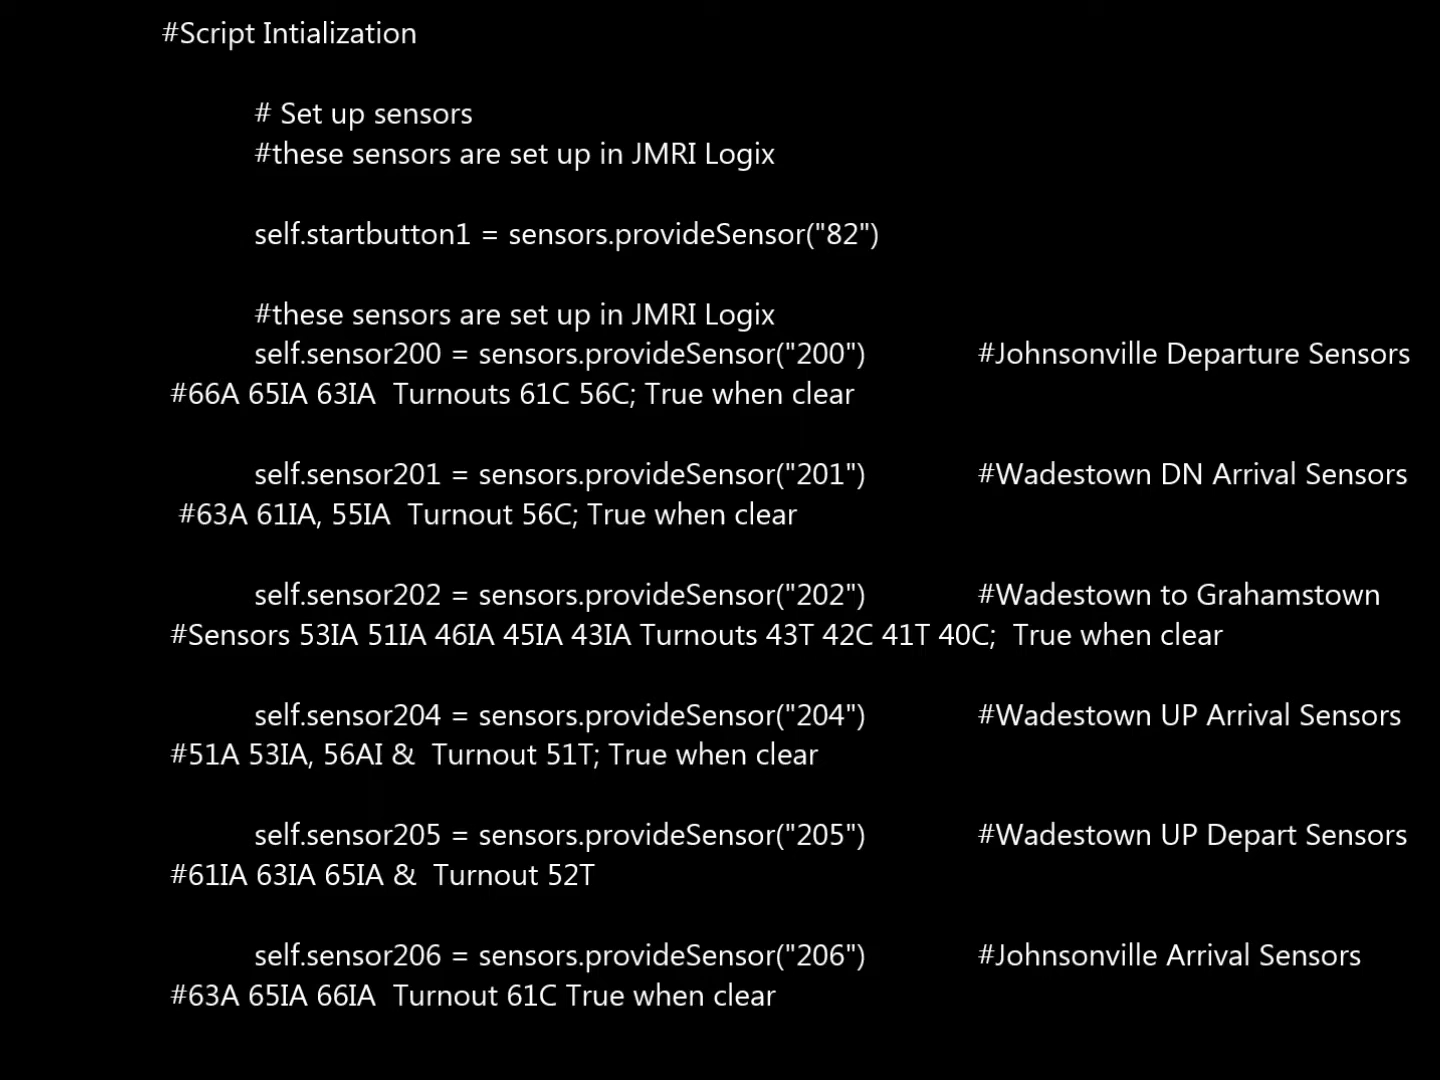 #Script Intialization
# Set up sensors
#these sensors are set up in JMRI Logix
self.startbutton1 = sensors.provideSensor("82")
#these sensors are set up in JMRI Logix
self.sensor200 = sensors.provideSensor("200") #Johnsonville Departure Sensors
#66A 65IA 63IA Turnouts 61C 56C; True when clear
self.sensor201 = sensors.provideSensor("201") #Wadestown DN Arrival Sensors
#63A 61IA, 55IA Turnout 56C; True when clear
self.sensor202 = sensors.provideSensor("202") #Wadestown to Grahamstown
#Sensors 53IA 51IA 46IA 45IA 43IA Turnouts 43T 42C 41T 40C; True when clear
self.sensor204 = sensors.provideSensor("204") #Wadestown UP Arrival Sensors
#51A 53IA, 56AI & Turnout 51T; True when clear
self.sensor205 = sensors.provideSensor("205") #Wadestown UP Depart Sensors
#61IA 63IA 65IA & Turnout 52T
self.sensor206 = sensors.provideSensor("206") #Johnsonville Arrival Sensors
#63A 65IA 66IA Turnout 61C True when clear